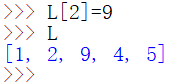 >>> L[2]=9
>>> L
[1, 2, 9, 4, 5]
>>>